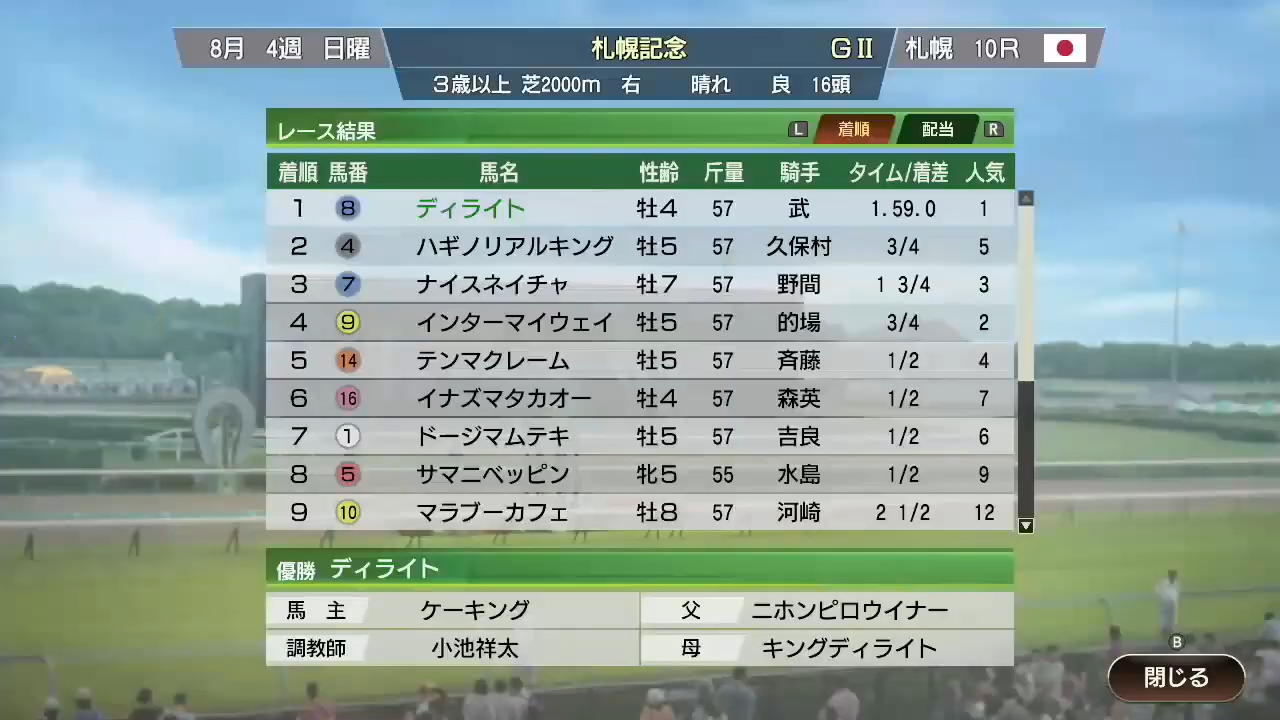 8月 4週 日曜 札幌記念 GⅡ 札幌 10R
3歳以上 芝2000m 右 晴れ 良 16頭
レース結果 L 着順 配当 R
着順 馬番 馬名 性齢 斤量 騎手 タイム/着差 人気
1 8 ディライト 牡4 57 武 1.59.0 1
2 4 ハギノリアルキング 牡5 57 久保村 3/4 5
3 7 ナイスネイチャ 牡7 57 野間 1 3/4 3
4 9 インターマイウェイ 牡5 57 的場 3/4 2
5 14 テンマクレーム 牡5 57 斉藤 1/2 4
6 16 イナズマタカオー 牡4 57 森英 1/2 7
7 1 ドージマムテキ 牡5 57 吉良 1/2 6
8 5 サマニベッピン 牝5 55 水島 1/2 9
9 10 マラブーカフェ 牡8 57 河崎 2 1/2 12
優勝 ディライト
馬主 ケーキング 父 ニホンピロウイナー
調教師 小池祥太 母 キングディライト
B
閉じる